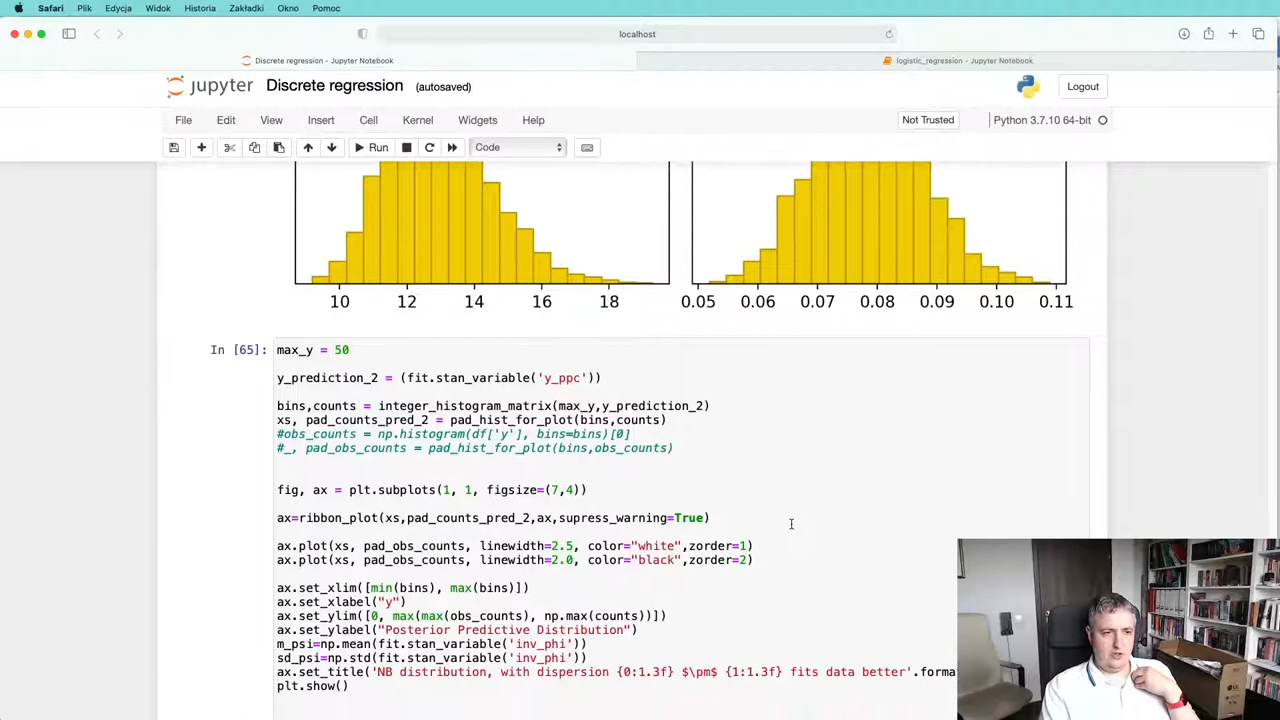 Safari Plik Edycja Widok Historia Zakładki Okno Pomoc
localhost
Discrete regression - Jupyter Notebook
logistic_regression - Jupyter Notebook
jupyter Discrete regression (autosaved)
Logout
File Edit View Insert Cell Kernel Widgets Help
Not Trusted
Python 3.7.10 64-bit
Run
Code
10 12 14 16 18
0.05 0.06 0.07 0.08 0.09 0.10 0.11
In [65]: max_y = 50
y_prediction_2 = (fit.stan_variable('y_ppc'))
bins,counts = integer_histogram_matrix(max_y,y_prediction_2)
xs, pad_counts_pred_2 = pad_hist_for_plot(bins,counts)
#obs_counts = np.histogram(df['y'], bins=bins)[0]
#_, pad_obs_counts = pad_hist_for_plot(bins,obs_counts)
fig, ax = plt.subplots(1, 1, figsize=(7,4))
ax=ribbon_plot(xs,pad_counts_pred_2,ax,supress_warning=True)
ax.plot(xs, pad_obs_counts, linewidth=2.5, color="white",zorder=1)
ax.plot(xs, pad_obs_counts, linewidth=2.0, color="black",zorder=2)
ax.set_xlim([min(bins), max(bins)])
ax.set_xlabel("y")
ax.set_ylim([0, max(max(obs_counts), np.max(counts))])
ax.set_ylabel("Posterior Predictive Distribution")
m_psi=np.mean(fit.stan_variable('inv_phi'))
sd_psi=np.std(fit.stan_variable('inv_phi'))
ax.set_title('NB distribution, with dispersion {0:1.3f} $\pm$ {1:1.3f} fits data better'.forma
plt.show()